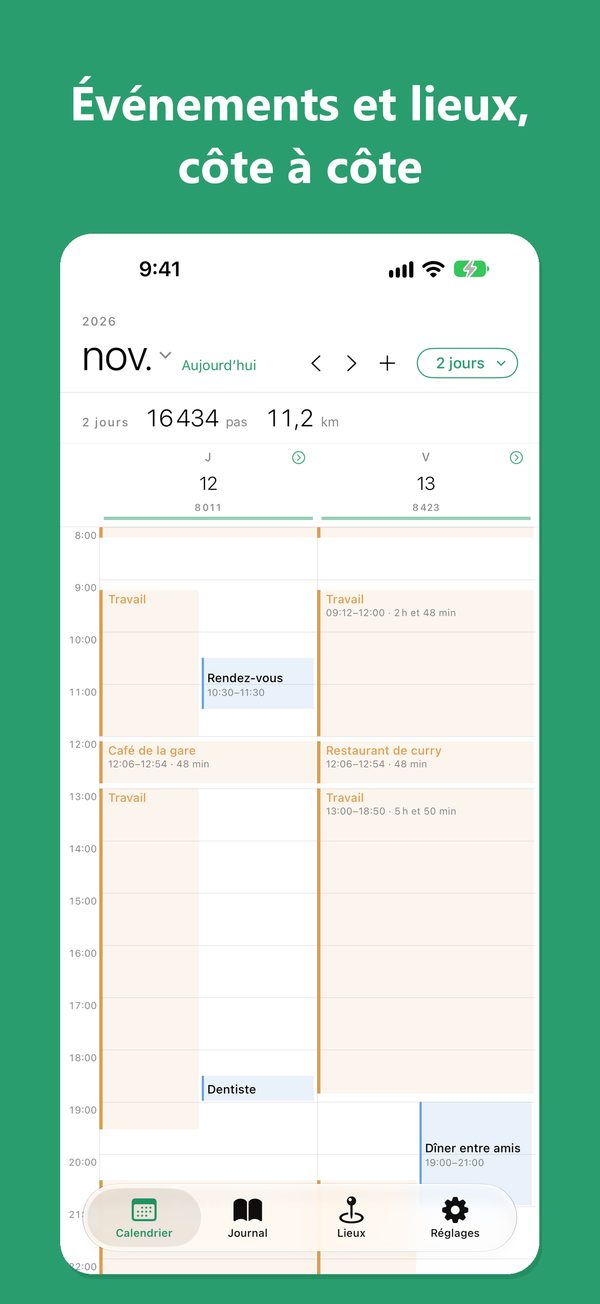 Événements et lieux,
côte à côte
9:41
2026
nov.
Aujourd'hui
2 jours
2 jours 16 434 pas 11,2 km
J
V
12
13
8 011
8 423
8:00
9:00
Travail
Travail
09:12–12:00 · 2 h et 48 min
10:00
Rendez-vous
10:30–11:30
11:00
12:00
Café de la gare
12:06–12:54 · 48 min
Restaurant de curry
12:06–12:54 · 48 min
13:00
Travail
Travail
13:00–18:50 · 5 h et 50 min
14:00
15:00
16:00
17:00
18:00
Dentiste
19:00
Dîner entre amis
19:00–21:00
20:00
22:00
Calendrier
Journal
Lieux
Réglages